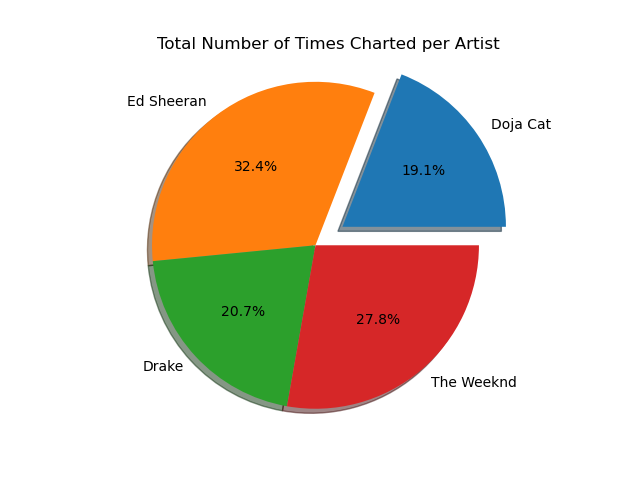 Total Number of Times Charted per Artist
Ed Sheeran
Doja Cat
32.4%
19.1%
20.7%
27.8%
Drake
The Weeknd